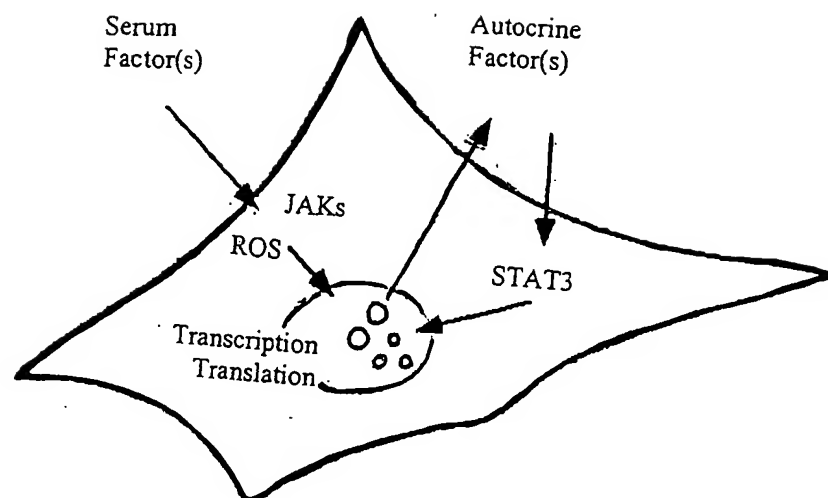 Serum
Factor(s)
Autocrine
Factor(s)
JAKs
ROS
STAT3
Transcription
Translation